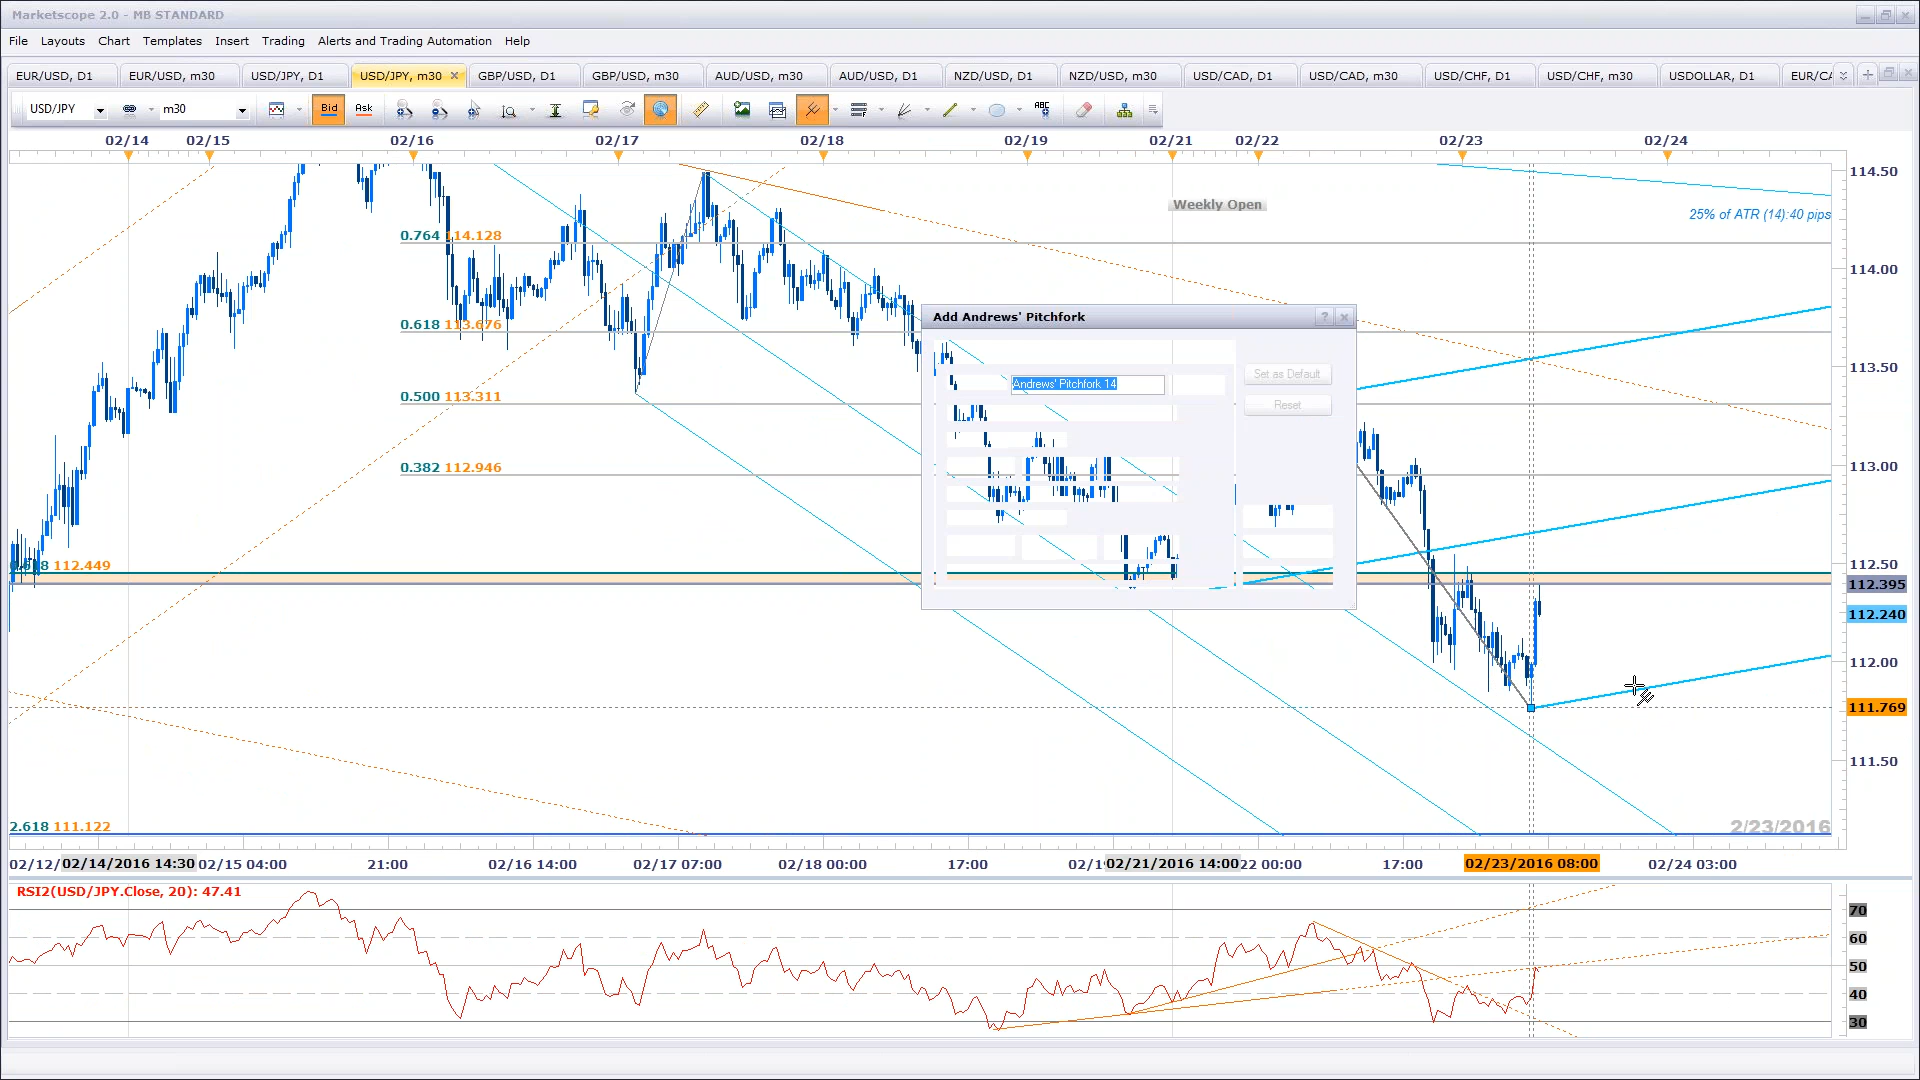 Marketscope 2.0 - MB STANDARD
File Layouts Chart Templates Insert Trading Alerts and Trading Automation Help
EUR/USD, D1 EUR/USD, m30 USD/JPY, D1 USD/JPY, m30 GBP/USD, D1 GBP/USD, m30 AUD/USD, m30 AUD/USD, D1 NZD/USD, D1 NZD/USD, m30 USD/CAD, D1 USD/CAD, m30 USD/CHF, D1 USD/CHF, m30 USDOLLAR, D1 EUR/CA
USD/JPY m30 Bid Ask ABC
02/14 02/15 02/16 02/17 02/18 02/19 02/21 02/22 02/23 02/24
114.50
Weekly Open
25% of ATR (14):40 pips
0.764 114.128
114.00
Add Andrews' Pitchfork ?
0.618 113.676
113.50
Andrews' Pitchfork 14
Set as Default
Reset
0.500 113.311
0.382 112.946
113.00
112.449
112.50
112.395
112.240
112.00
111.769
111.50
2.618 111.122
2/23/2016
02/12/ 02/14/2016 14:30 02/15 04:00 21:00 02/16 14:00 02/17 07:00 02/18 00:00 17:00 02/19 02/21/2016 14:00 22 00:00 17:00 02/23/2016 08:00 02/24 03:00
RSI2(USD/JPY.Close, 20): 47.41
70
60
50
40
30